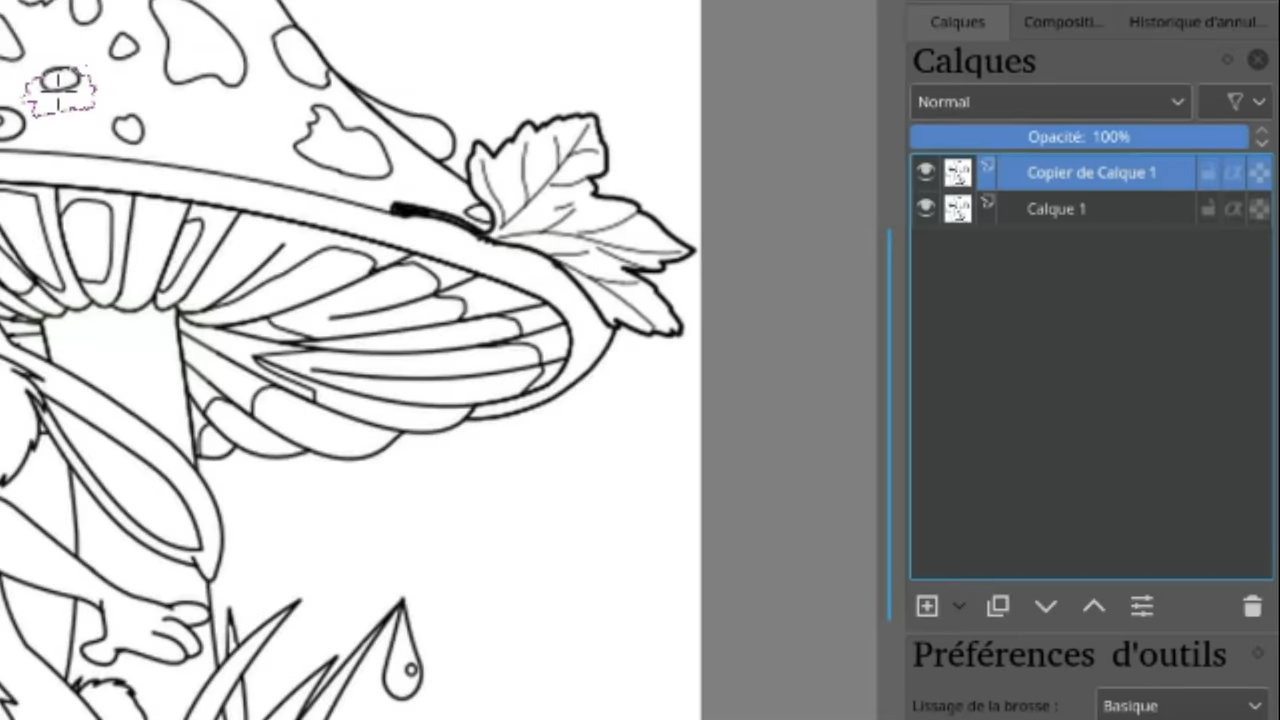 Calques Compositi... Historique d'annul...
Calques
Normal
Opacité: 100%
Copier de Calque 1
Calque 1
Préférences d'outils
Lissage de la brosse : Basique